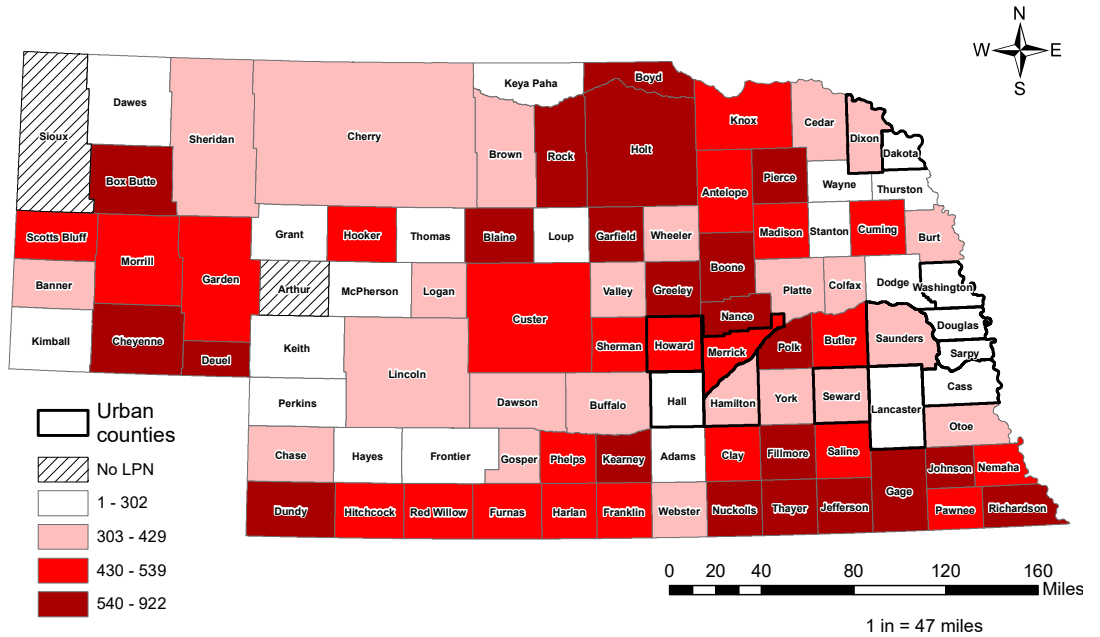 N
W E
S
Keya Paha Boyd
Dawes
Sioux Sheridan Cherry Brown Rock Holt Knox Cedar Dixon Dakota
Box Butte Pierce Wayne Thurston
Antelope
Scotts Bluff Grant Hooker Thomas Blaine Loup Garfield Wheeler Madison Stanton Cuming Burt
Morrill Garden Boone
Banner Arthur McPherson Logan Valley Greeley Platte Colfax Dodge Washington
Custer Nance
Kimball Cheyenne Deuel Keith Lincoln Sherman Howard Merrick Polk Butler Saunders Douglas
Sarpy
Perkins Dawson Buffalo Hall Hamilton York Seward Lancaster Cass
Otoe
Chase Hayes Frontier Gosper Phelps Kearney Adams Clay Fillmore Saline Johnson Nemaha
Dundy Hitchcock Red Willow Furnas Harlan Franklin Webster Nuckolls Thayer Jefferson Gage Pawnee Richardson
Urban
counties
No LPN
1 - 302
303 - 429
430 - 539
540 - 922
0 20 40 80 120 160
Miles
1 in = 47 miles